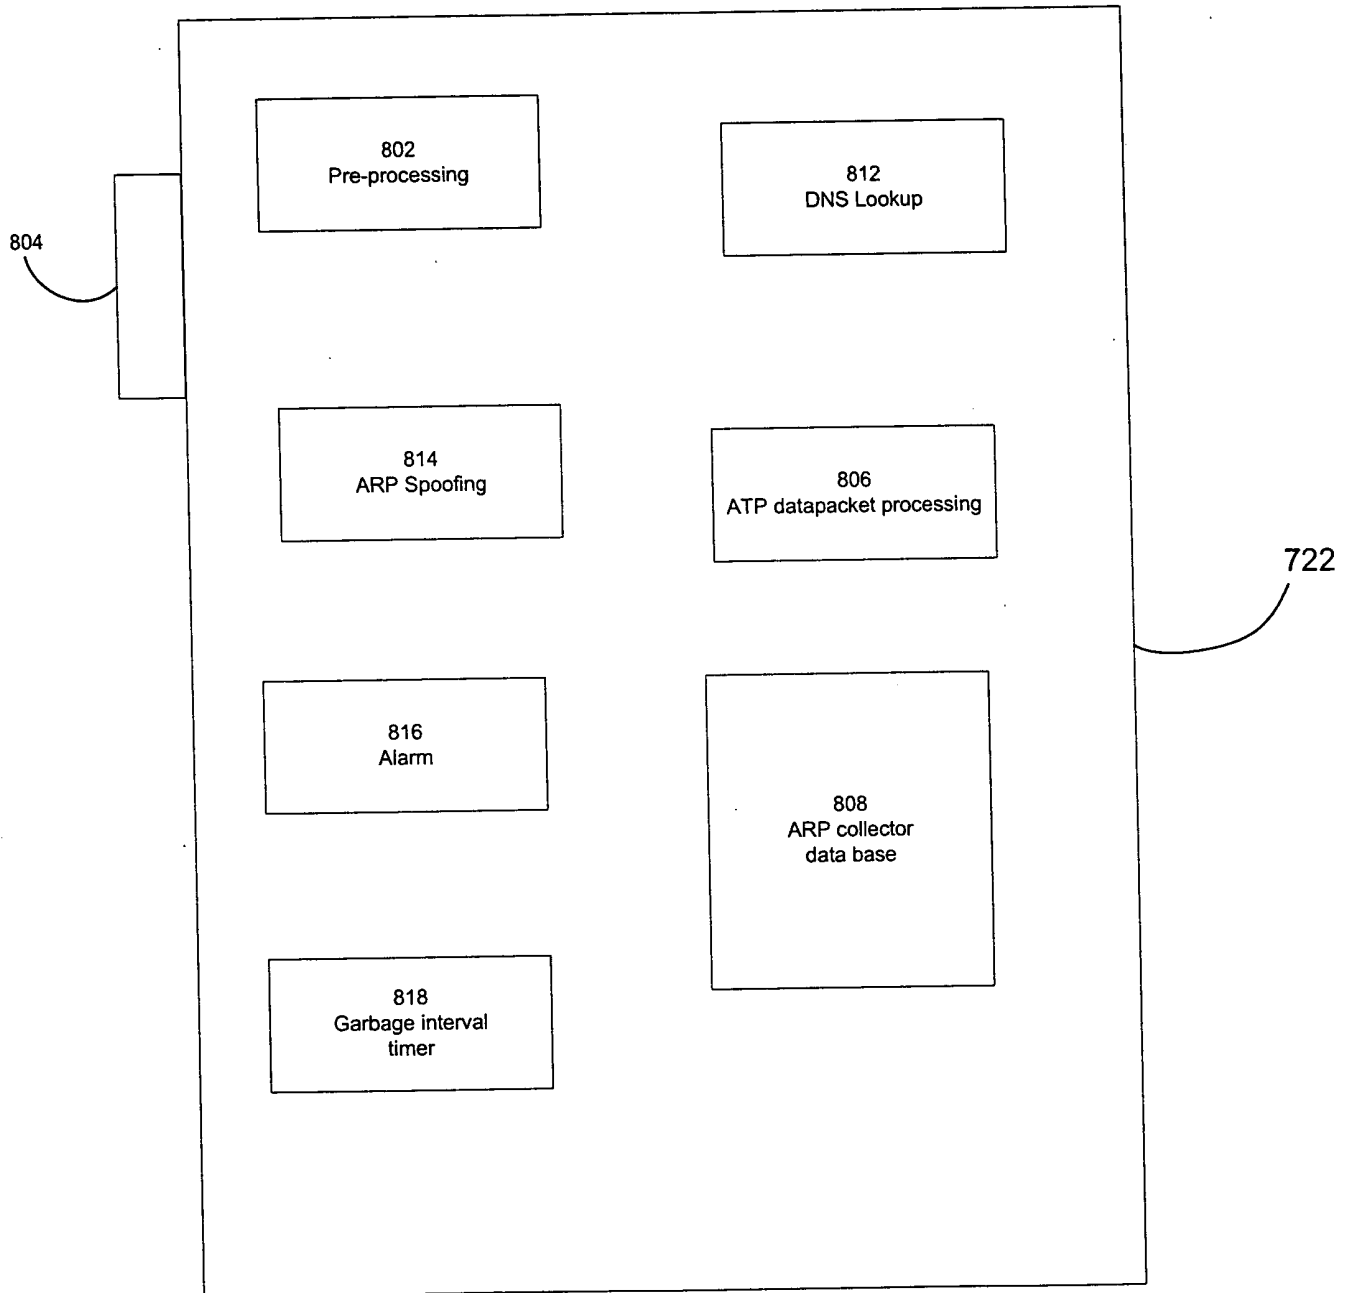 802
Pre-processing
812
DNS Lookup
804
814
ARP Spoofing
806
ATP datapacket processing
722
816
Alarm
808
ARP collector
data base
818
Garbage interval
timer